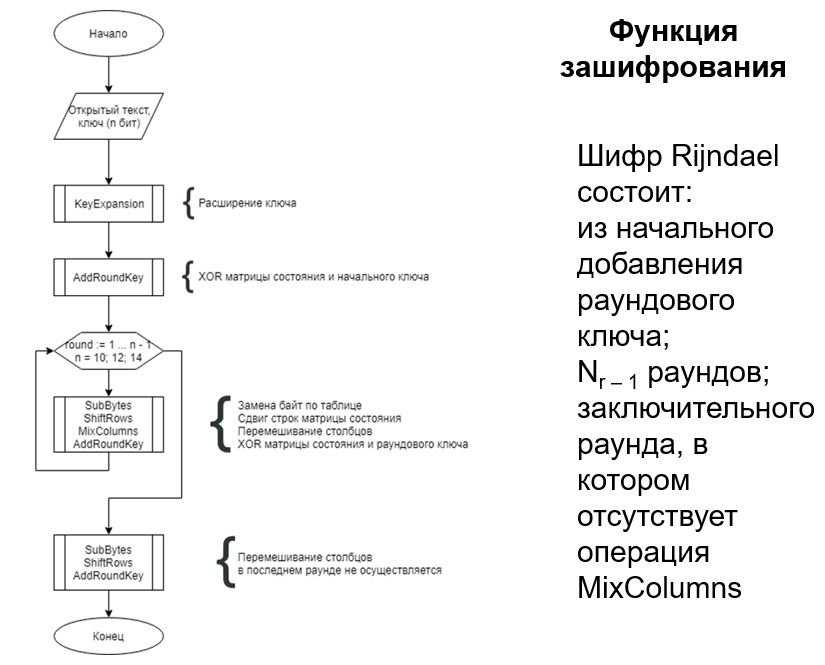 Начало
Открытый текст,
ключ (n бит)
KeyExpansion
Расширение ключа
AddRoundKey
XOR матрицы состояния и начального ключа
round := 1 ... n - 1
n = 10; 12; 14
SubBytes
ShiftRows
MixColumns
AddRoundKey
Замена байт по таблице
Сдвиг строк матрицы состояния
Перемешивание столбцов
XOR матрицы состояния и раундового ключа
SubBytes
ShiftRows
AddRoundKey
Перемешивание столбцов
в последнем раунде не осуществляется
Конец
Функция
зашифрования
Шифр Rijndael
состоит:
из начального
добавления
раундового
ключа;
Nr – 1 раундов;
заключительного
раунда, в
котором
отсутствует
операция
MixColumns